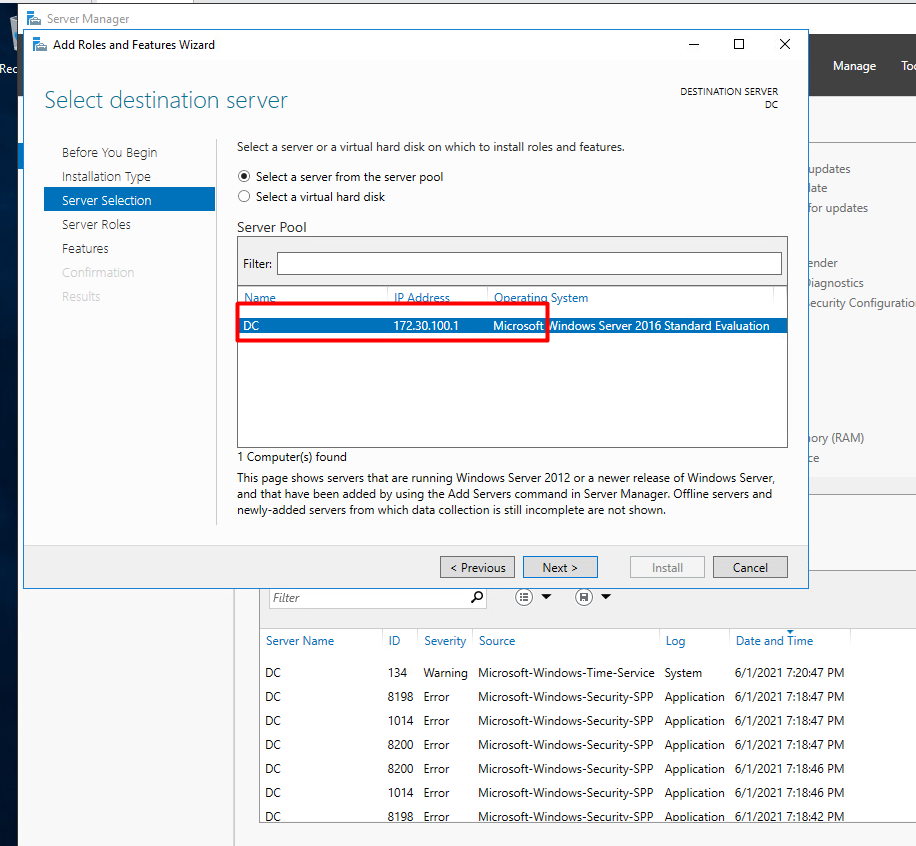 Server Manager
Add Roles and Features Wizard
Rec
Manage
Select destination server
DESTINATION SERVER
DC
Before You Begin
Installation Type
Server Selection
Server Roles
Features
Confirmation
Results
Select a server or a virtual hard disk on which to install roles and features.
Select a server from the server pool
Select a virtual hard disk
Server Pool
Filter:
Name IP Address Operating System
DC 172.30.100.1 Microsoft Windows Server 2016 Standard Evaluation
1 Computer(s) found
This page shows servers that are running Windows Server 2012 or a newer release of Windows Server,
and that have been added by using the Add Servers command in Server Manager. Offline servers and
newly-added servers from which data collection is still incomplete are not shown.
< Previous Next > Install Cancel
updates
for updates
Diagnostics
(RAM)
Filter
Server Name ID Severity Source Log Date and Time
DC 134 Warning Microsoft-Windows-Time-Service System 6/1/2021 7:20:47 PM
DC 8198 Error Microsoft-Windows-Security-SPP Application 6/1/2021 7:18:47 PM
DC 1014 Error Microsoft-Windows-Security-SPP Application 6/1/2021 7:18:47 PM
DC 8200 Error Microsoft-Windows-Security-SPP Application 6/1/2021 7:18:47 PM
DC 8200 Error Microsoft-Windows-Security-SPP Application 6/1/2021 7:18:46 PM
DC 1014 Error Microsoft-Windows-Security-SPP Application 6/1/2021 7:18:46 PM
DC 8198 Error Microsoft-Windows-Security-SPP Application 6/1/2021 7:18:42 PM